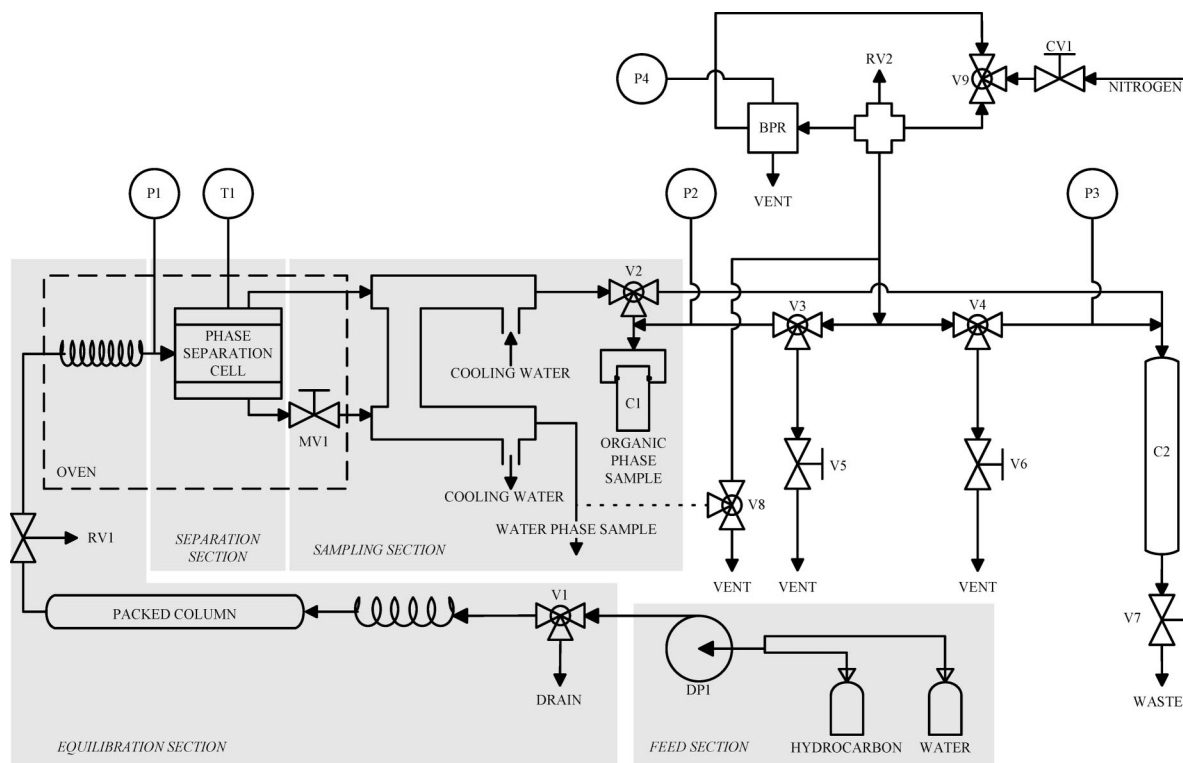 RV2
CV1
P4
V9
NITROGEN
BPR
VENT
P1
T1
P2
P3
V2
V3
V4
PHASE
SEPARATION
CELL
COOLING WATER
C1
MV1
ORGANIC
PHASE
SAMPLE
C2
OVEN
V5
V6
COOLING WATER
V8
WATER PHASE SAMPLE
RV1
SEPARATION
SECTION
SAMPLING SECTION
VENT
VENT
VENT
V1
PACKED COLUMN
V7
DP1
DRAIN
WASTE
EQUILIBRATION SECTION
FEED SECTION
HYDROCARBON
WATER